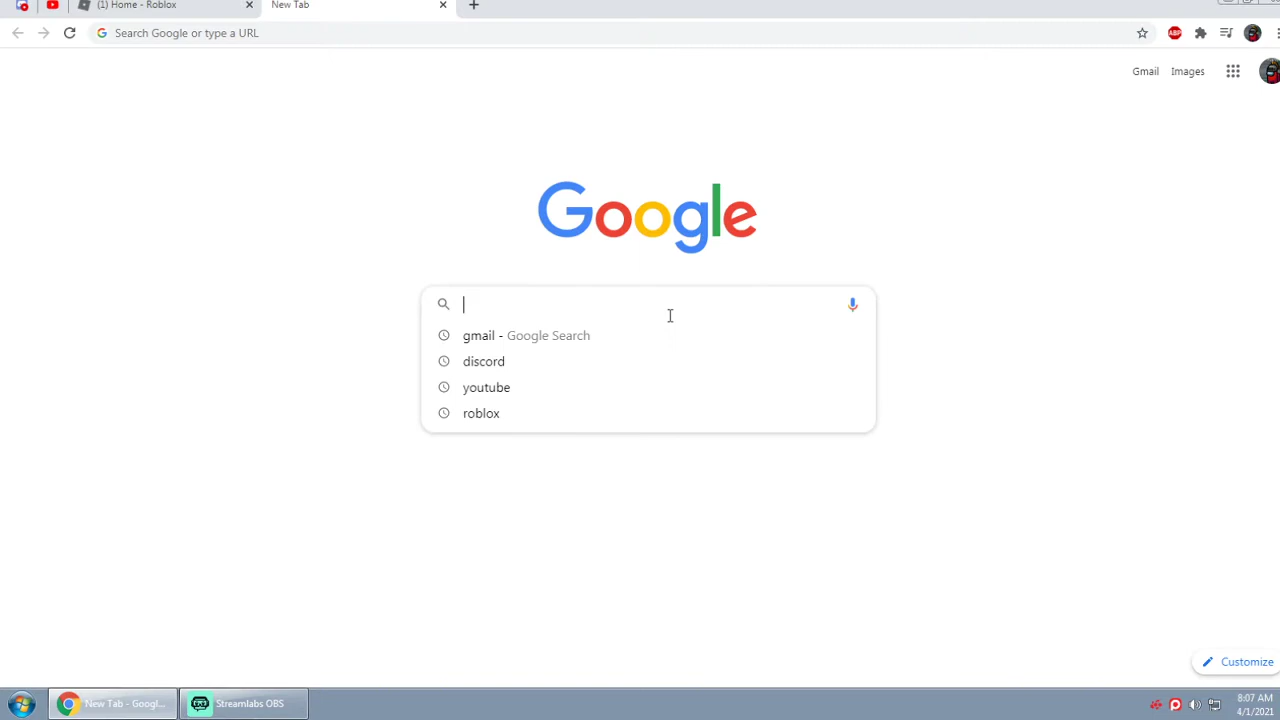 (1) Home - Roblox
New Tab
Search Google or type a URL
ABP
Gmail Images
Google
gmail - Google Search
discord
youtube
roblox
Customize
New Tab - Googl...
Streamlabs OBS
8:07 AM
4/1/2021